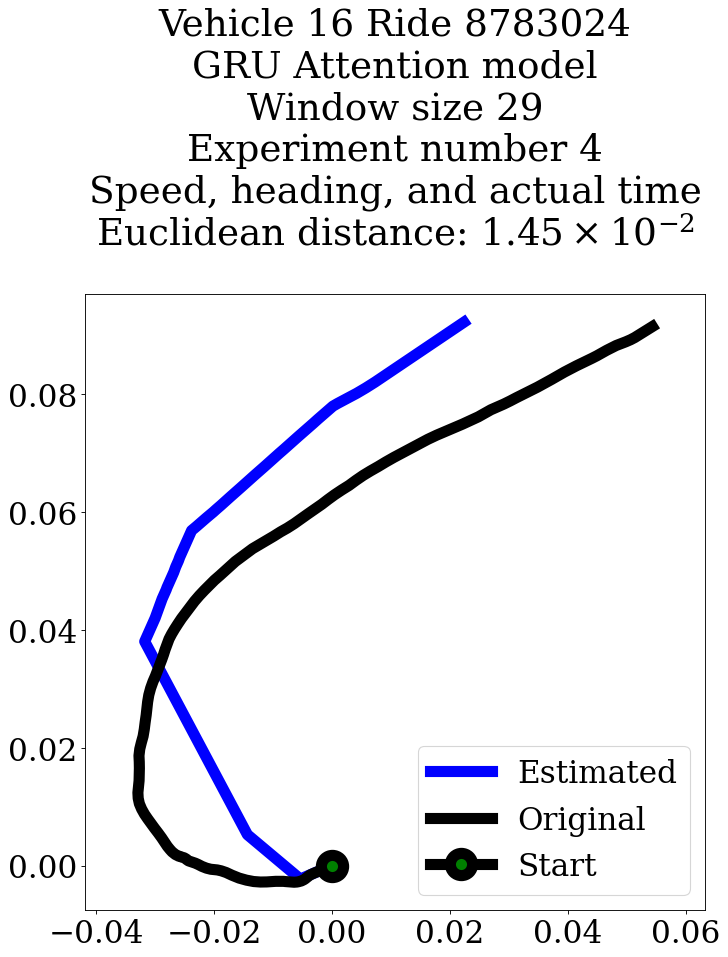 Vehicle 16 Ride 8783024
GRU Attention model
Window size 29
Experiment number 4
Speed, heading, and actual time
Euclidean distance: 1.45 × 10⁻²
0.08
0.06
0.04
0.02
0.00
Estimated
Original
Start
−0.04 −0.02 0.00 0.02 0.04 0.06